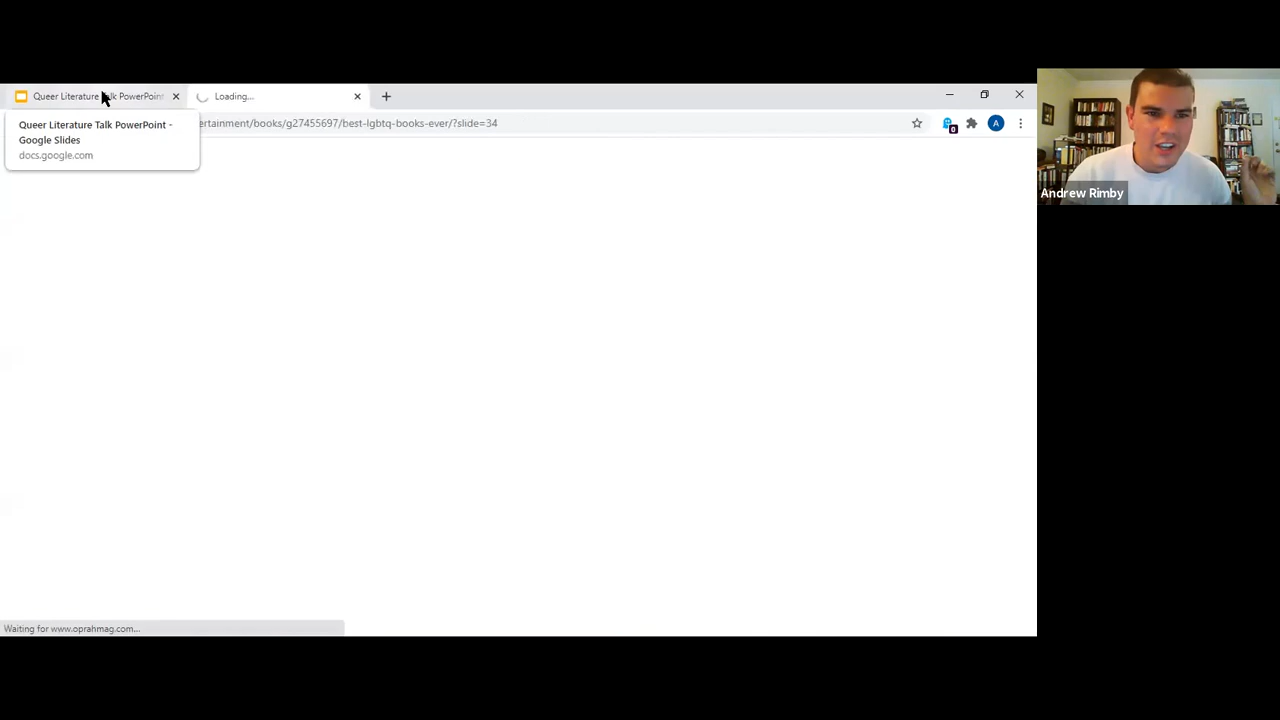 Queer Literature Talk PowerPoint
Loading...
Queer Literature Talk PowerPoint -
Google Slides
docs.google.com
ertainment/books/g27455697/best-lgbtq-books-ever/?slide=34
0
A
Andrew Rimby
Waiting for www.oprahmag.com...